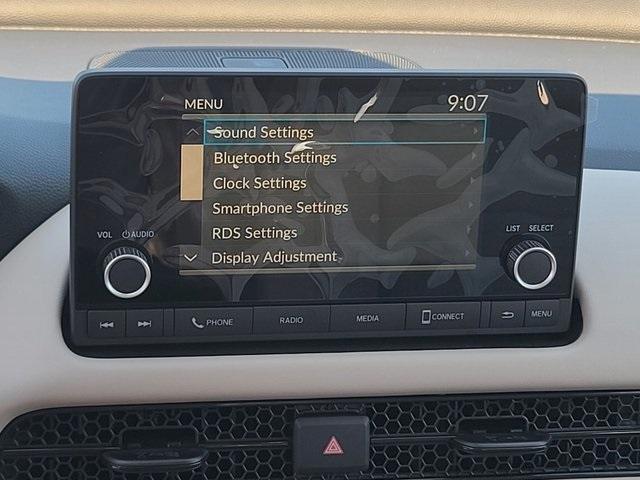 MENU 9:07
Sound Settings
Bluetooth Settings
Clock Settings
Smartphone Settings
RDS Settings
Display Adjustment
VOL AUDIO
LIST SELECT
PHONE RADIO MEDIA CONNECT MENU